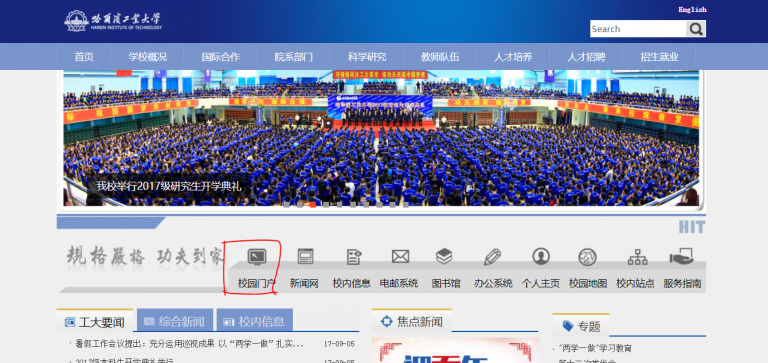 哈尔滨工业大学
HARBIN INSTITUTE OF TECHNOLOGY
English
Search
首页 学校概况 国际合作 院系部门 科学研究 教师队伍 人才培养 人才招聘 招生就业
我校举行2017级研究生开学典礼
HIT
规格嚴格 功夫到家
校园门户 新闻网 校内信息 电邮系统 图书馆 办公系统 个人主页 校园地图 校内站点 服务指南
工大要闻 综合新闻 校内信息 焦点新闻 专题
暑假工作会议提出：充分运用巡视成果 以“两学一做”扎实... 17-09-05
“两学一做”学习教育
2017级本科生开学典礼举行 17-09-05